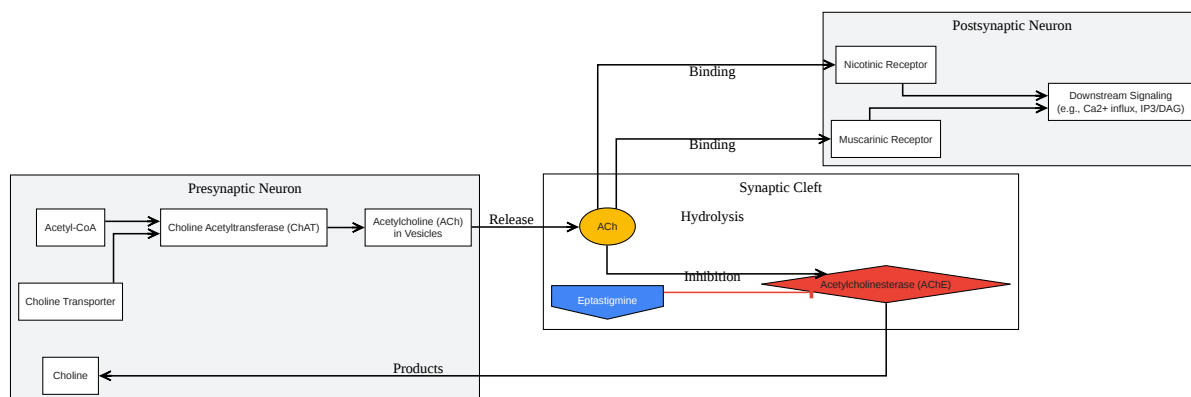 Postsynaptic Neuron
Nicotinic Receptor
Binding
Downstream Signaling
(e.g., Ca2+ influx, IP3/DAG)
Muscarinic Receptor
Binding
Presynaptic Neuron
Synaptic Cleft
Acetyl-CoA
Choline Acetyltransferase (ChAT)
Acetylcholine (ACh)
in Vesicles
Release
ACh
Hydrolysis
Choline Transporter
Inhibition
Eptastigmine
Acetylcholinesterase (AChE)
Products
Choline